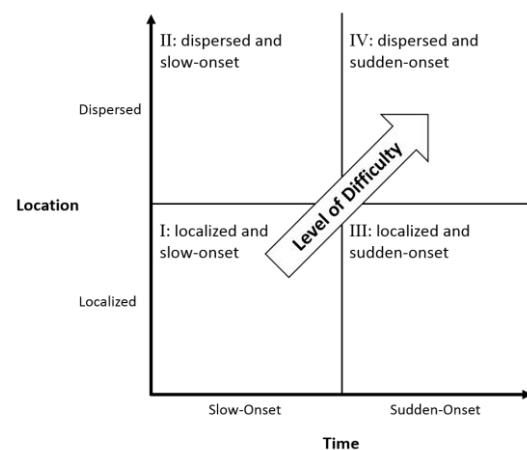 II: dispersed and
slow-onset
IV: dispersed and
sudden-onset
Dispersed
Level of Difficulty
Location
I: localized and
slow-onset
III: localized and
sudden-onset
Localized
Slow-Onset
Sudden-Onset
Time